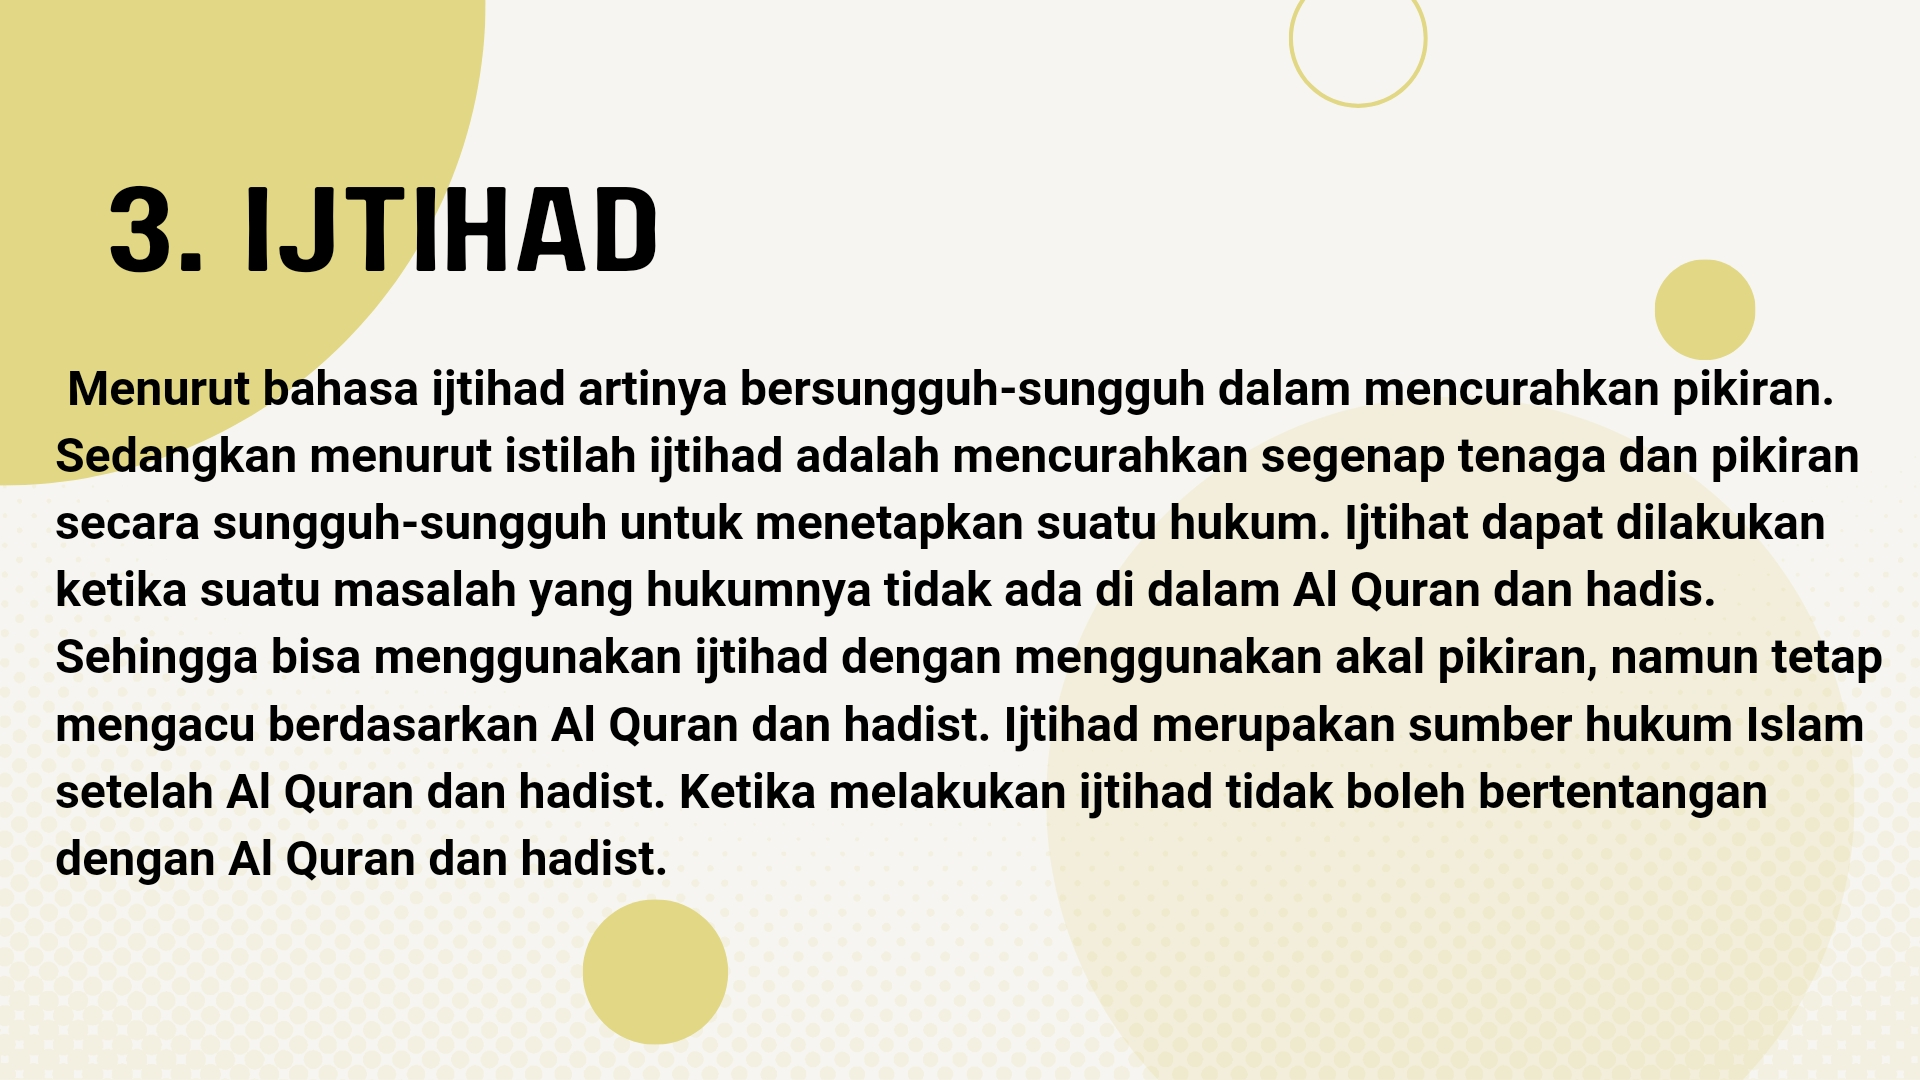 3. IJTIHAD
Menurut bahasa ijtihad artinya bersungguh-sungguh dalam mencurahkan pikiran.
Sedangkan menurut istilah ijtihad adalah mencurahkan segenap tenaga dan pikiran
secara sungguh-sungguh untuk menetapkan suatu hukum. Ijtihat dapat dilakukan
ketika suatu masalah yang hukumnya tidak ada di dalam Al Quran dan hadis.
Sehingga bisa menggunakan ijtihad dengan menggunakan akal pikiran, namun tetap
mengacu berdasarkan Al Quran dan hadist. Ijtihad merupakan sumber hukum Islam
setelah Al Quran dan hadist. Ketika melakukan ijtihad tidak boleh bertentangan
dengan Al Quran dan hadist.